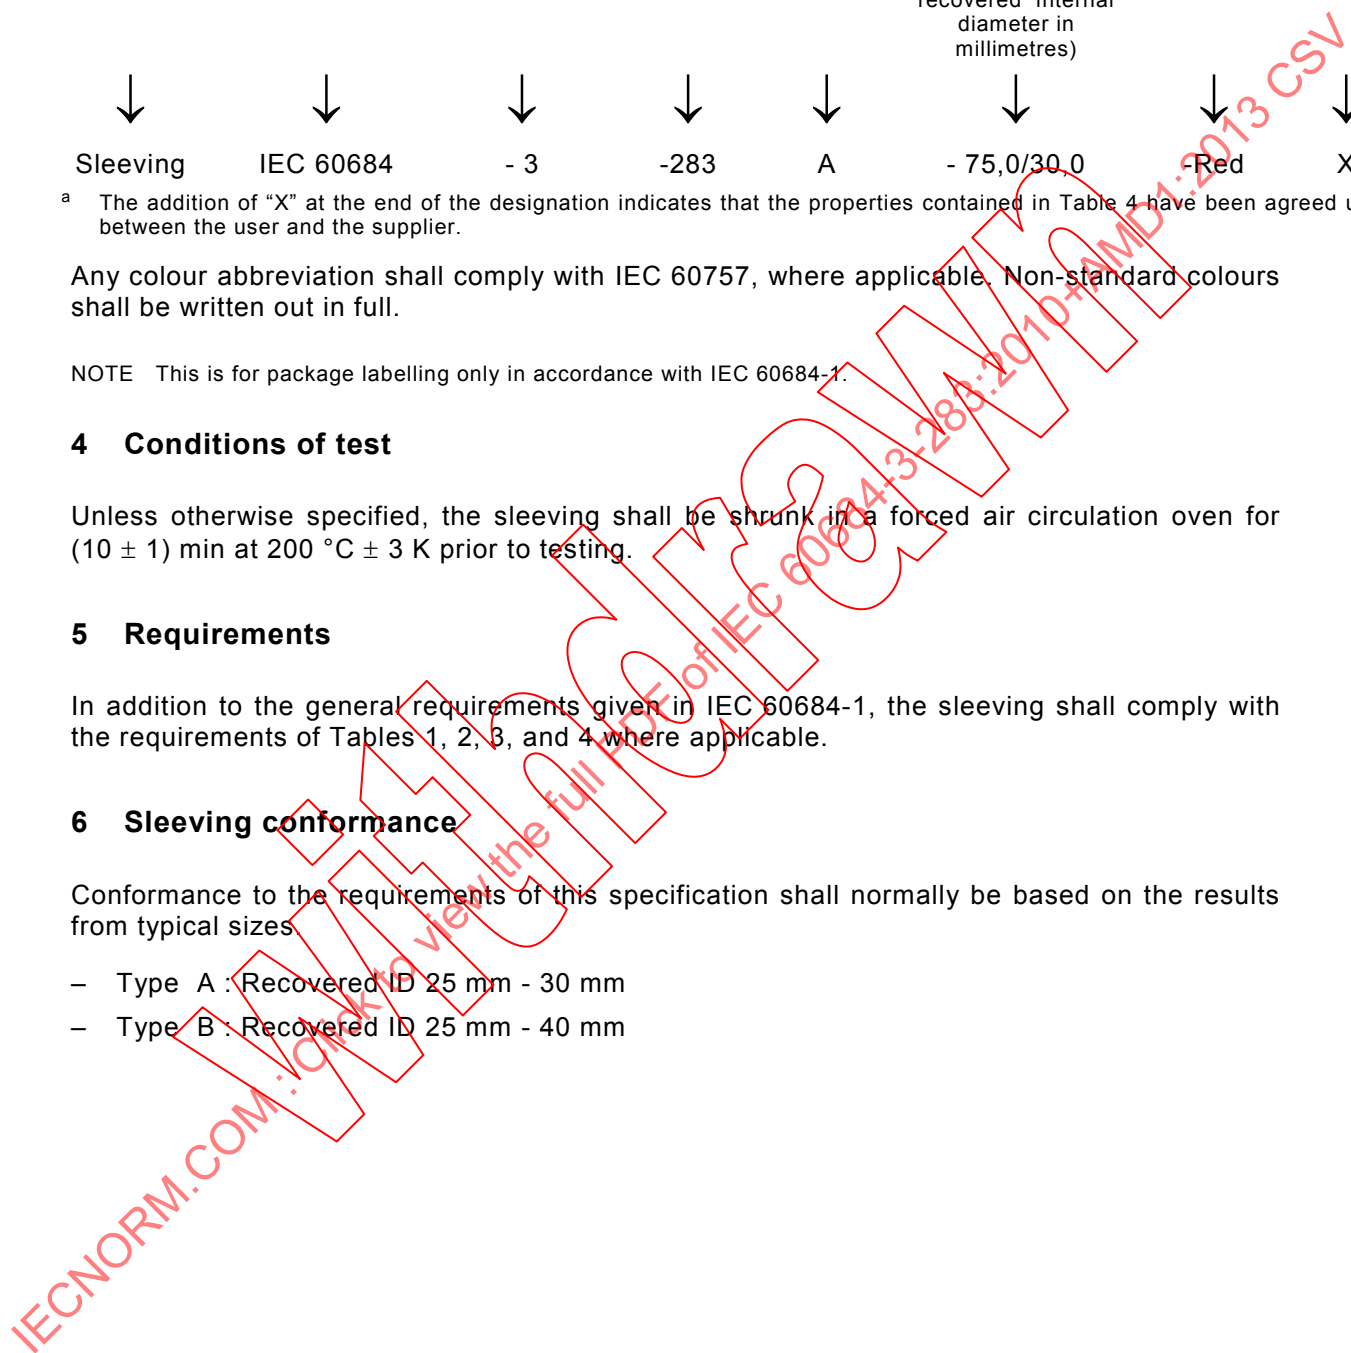 recovered internal
diameter in
millimetres)
↓ ↓ ↓ ↓ ↓ ↓ ↓ ↓
Sleeving IEC 60684 - 3 -283 A - 75,0/30,0 -Red X
a The addition of “X” at the end of the designation indicates that the properties contained in Table 4 have been agreed
between the user and the supplier.
Any colour abbreviation shall comply with IEC 60757, where applicable. Non-standard colours
shall be written out in full.
NOTE This is for package labelling only in accordance with IEC 60684-1.
4 Conditions of test
Unless otherwise specified, the sleeving shall be shrunk in a forced air circulation oven for
(10 ± 1) min at 200 °C ± 3 K prior to testing.
5 Requirements
In addition to the general requirements given in IEC 60684-1, the sleeving shall comply with
the requirements of Tables 1, 2, 3, and 4 where applicable.
6 Sleeving conformance
Conformance to the requirements of this specification shall normally be based on the results
from typical sizes.
– Type A : Recovered ID 25 mm - 30 mm
– Type B : Recovered ID 25 mm - 40 mm
withdrawn
IECNORM.COM : Click to view the full PDF of IEC 60684-3-283:2010+AMD1:2013 CSV